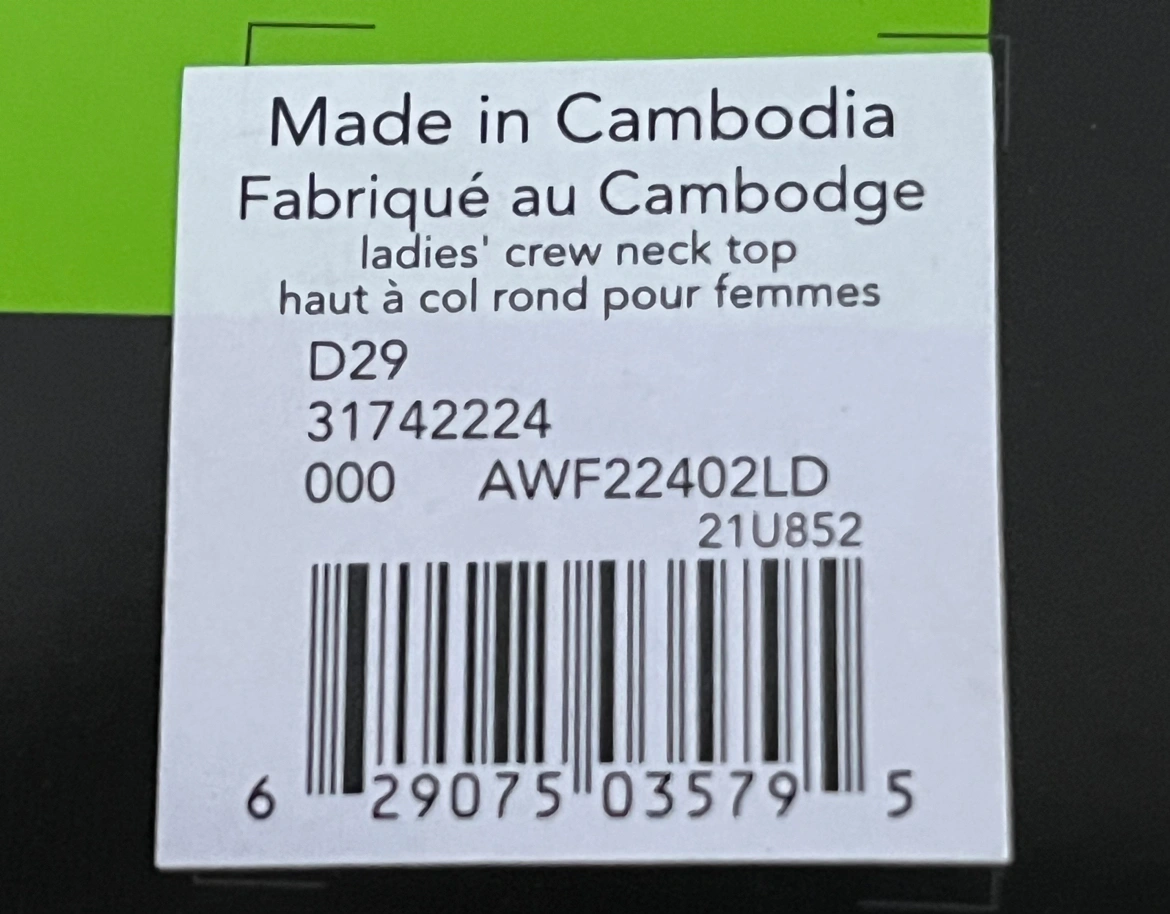 Made in Cambodia
Fabriqué au Cambodge
ladies' crew neck top
haut à col rond pour femmes
D29
31742224
000 AWF22402LD
21U852
6 29075 03579 5